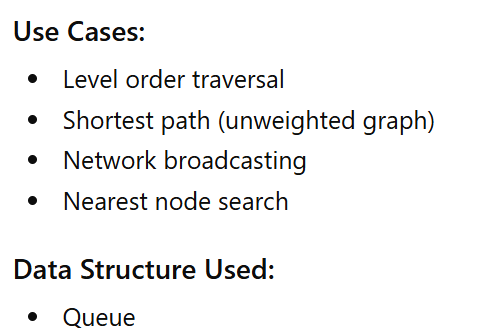 Use Cases:
• Level order traversal
• Shortest path (unweighted graph)
• Network broadcasting
• Nearest node search
Data Structure Used:
• Queue